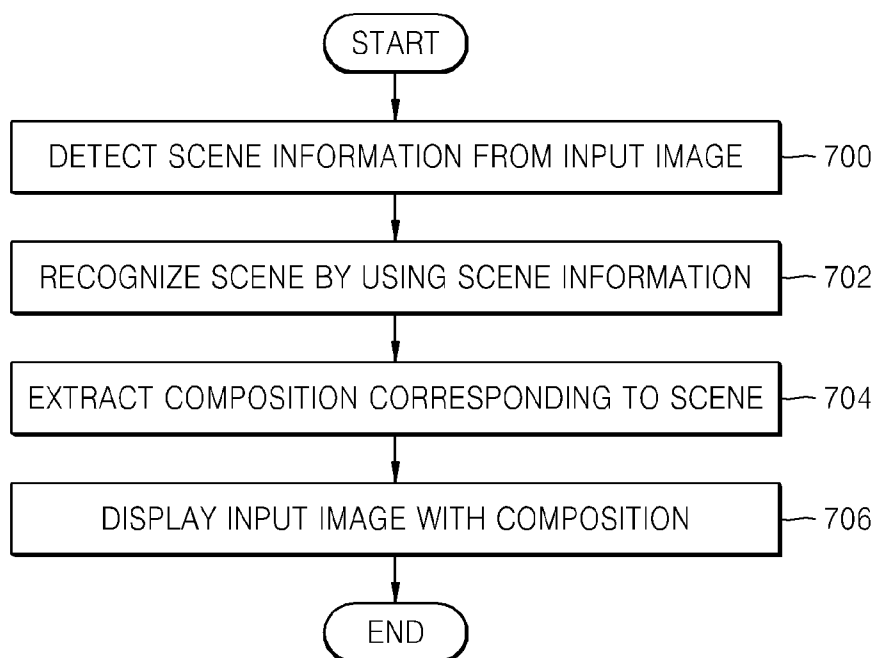 START
DETECT SCENE INFORMATION FROM INPUT IMAGE 700
RECOGNIZE SCENE BY USING SCENE INFORMATION 702
EXTRACT COMPOSITION CORRESPONDING TO SCENE 704
DISPLAY INPUT IMAGE WITH COMPOSITION 706
END